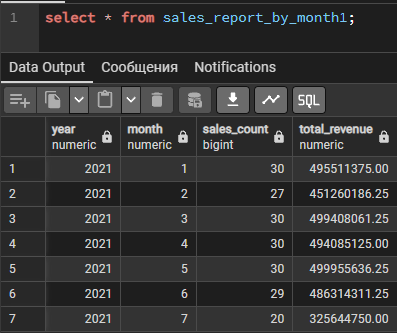 1 select * from sales_report_by_month1;
Data Output Сообщения Notifications
SQL
year numeric month numeric sales_count bigint total_revenue numeric
1 2021 1 30 495511375.00
2 2021 2 27 451260186.25
3 2021 3 30 499408061.25
4 2021 4 30 494085125.00
5 2021 5 30 499955636.25
6 2021 6 29 486314311.25
7 2021 7 20 325644750.00